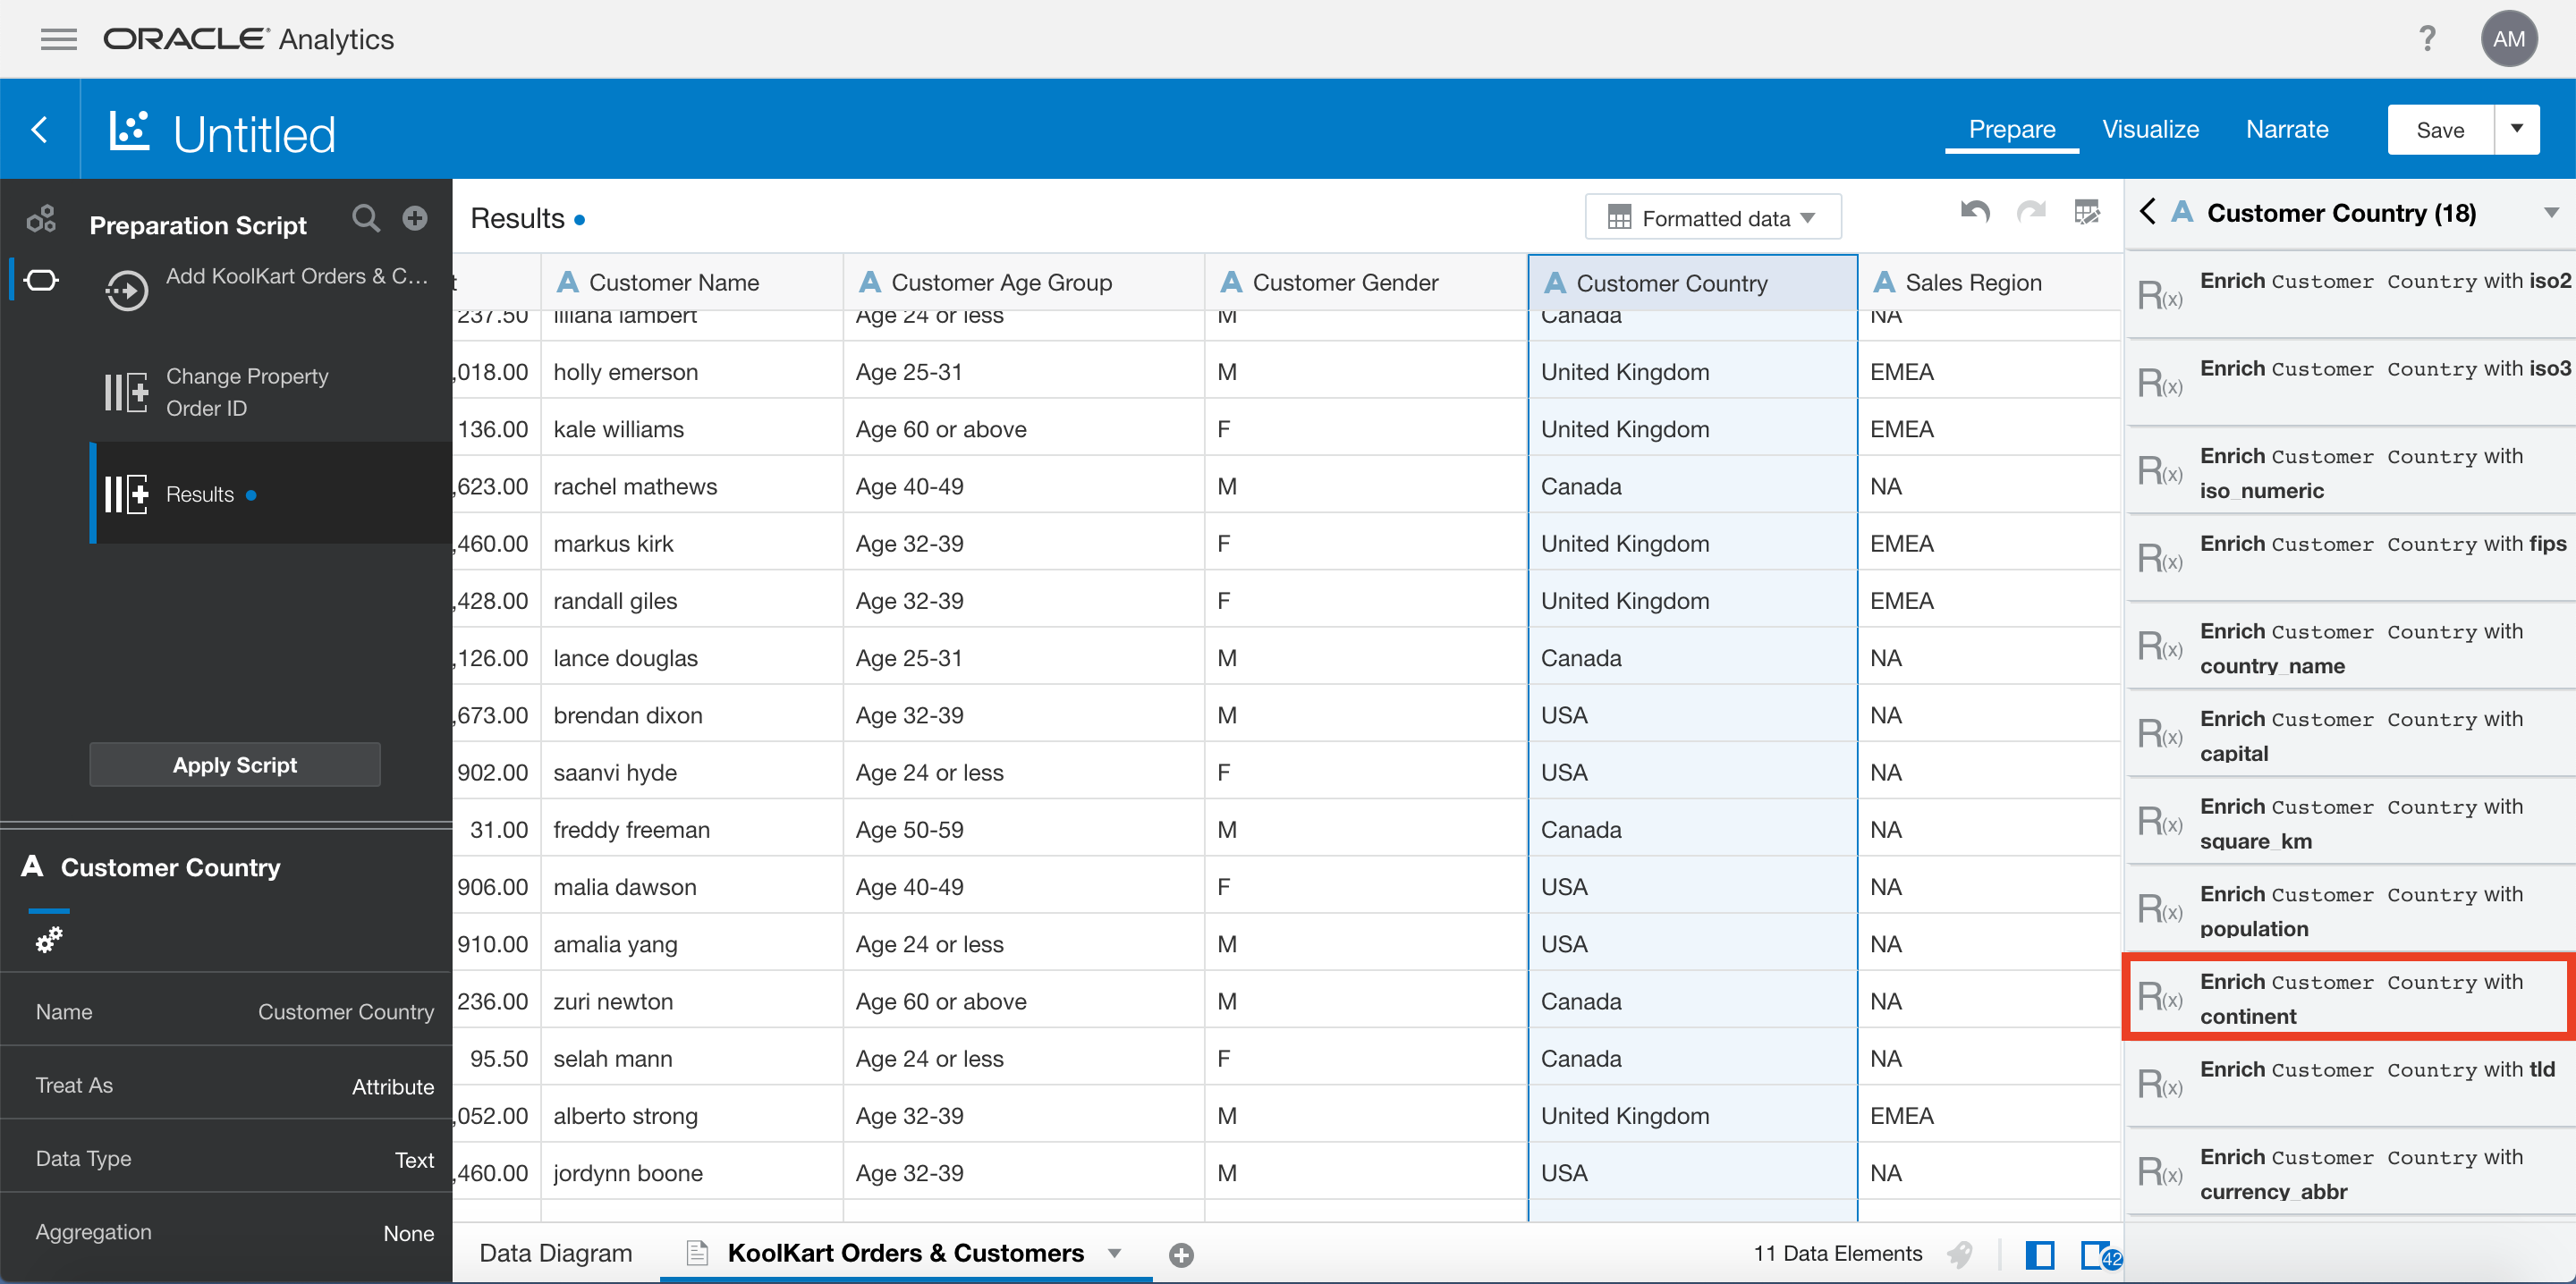 ORACLE Analytics
? AM
Untitled
Prepare Visualize Narrate Save
Preparation Script
Add KoolKart Orders & C...
Change Property
Order ID
Results
Apply Script
A Customer Country
Name Customer Country
Treat As Attribute
Data Type Text
Aggregation None
Results
Formatted data
t A Customer Name A Customer Age Group A Customer Gender A Customer Country A Sales Region
237.50 liliana lambert Age 24 or less M Canada NA
,018.00 holly emerson Age 25-31 M United Kingdom EMEA
136.00 kale williams Age 60 or above F United Kingdom EMEA
,623.00 rachel mathews Age 40-49 M Canada NA
,460.00 markus kirk Age 32-39 F United Kingdom EMEA
,428.00 randall giles Age 32-39 F United Kingdom EMEA
,126.00 lance douglas Age 25-31 M Canada NA
,673.00 brendan dixon Age 32-39 M USA NA
902.00 saanvi hyde Age 24 or less F USA NA
31.00 freddy freeman Age 50-59 M Canada NA
906.00 malia dawson Age 40-49 F USA NA
910.00 amalia yang Age 24 or less M USA NA
236.00 zuri newton Age 60 or above M Canada NA
95.50 selah mann Age 24 or less F Canada NA
,052.00 alberto strong Age 32-39 M United Kingdom EMEA
,460.00 jordynn boone Age 32-39 M USA NA
Data Diagram KoolKart Orders & Customers 11 Data Elements 42
A Customer Country (18)
R(x) Enrich Customer Country with iso2
R(x) Enrich Customer Country with iso3
R(x) Enrich Customer Country with
iso_numeric
R(x) Enrich Customer Country with fips
R(x) Enrich Customer Country with
country_name
R(x) Enrich Customer Country with
capital
R(x) Enrich Customer Country with
square_km
R(x) Enrich Customer Country with
population
R(x) Enrich Customer Country with
continent
R(x) Enrich Customer Country with tld
R(x) Enrich Customer Country with
currency_abbr